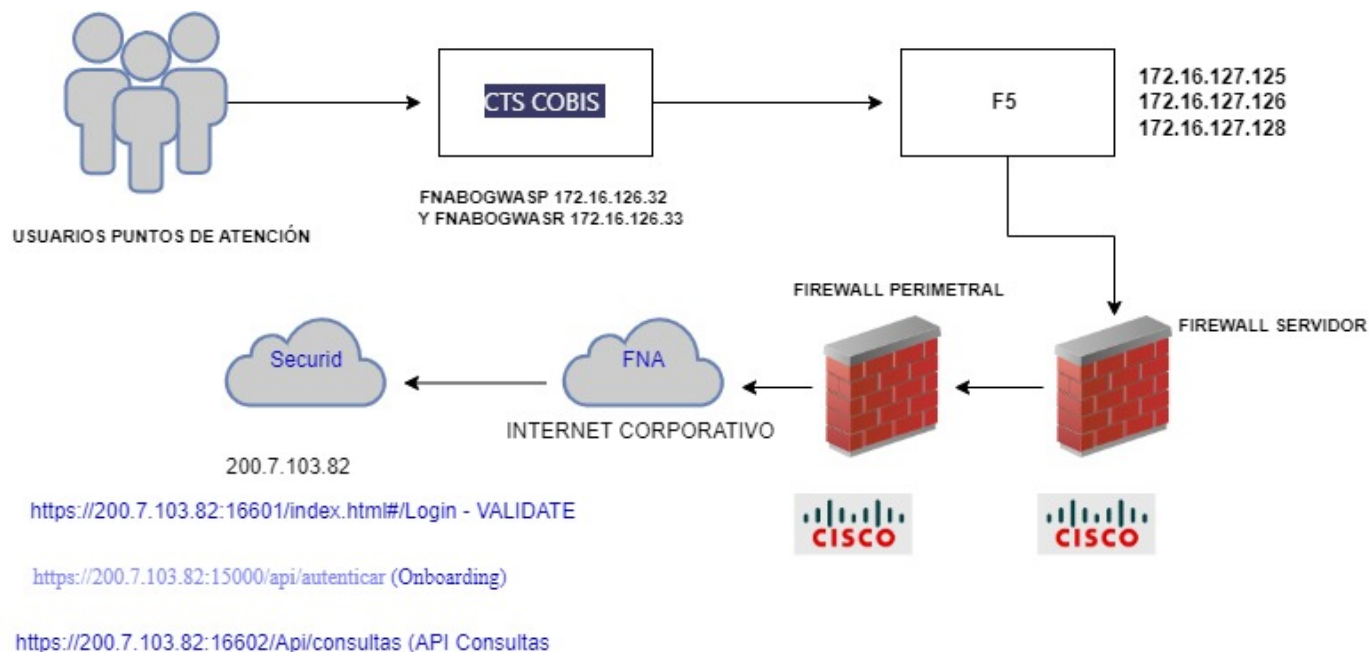 CTS COBIS
F5
172.16.127.125
172.16.127.126
172.16.127.128
FNABOGWASP 172.16.126.32
Y FNABOGWASR 172.16.126.33
USUARIOS PUNTOS DE ATENCIÓN
FIREWALL PERIMETRAL
FIREWALL SERVIDOR
Securid
FNA
INTERNET CORPORATIVO
200.7.103.82
https://200.7.103.82:16601/index.html#/Login - VALIDATE
CISCO
CISCO
https://200.7.103.82:15000/api/autenticar (Onboarding)
https://200.7.103.82:16602/Api/consultas (API Consultas